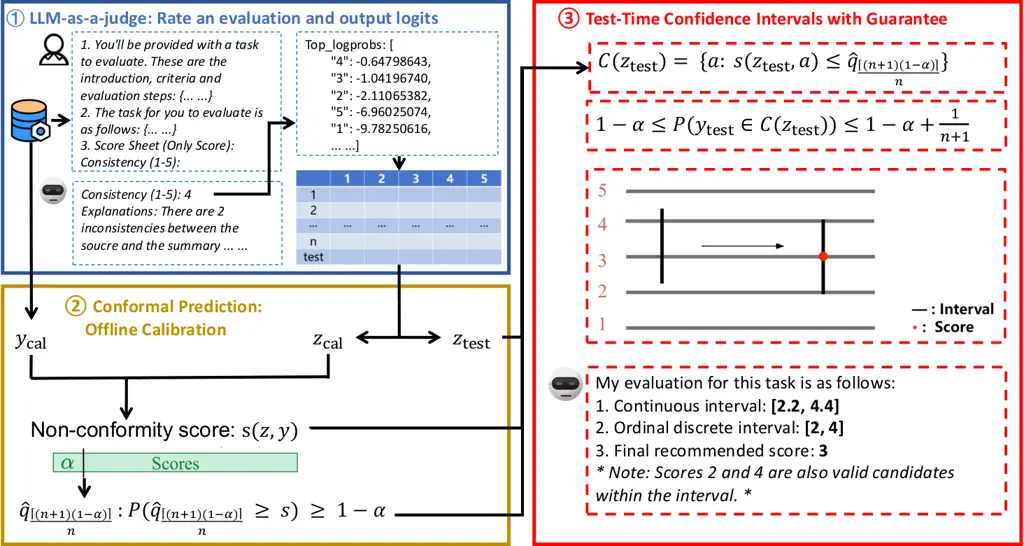 ① LLM-as-a-judge: Rate an evaluation and output logits
1. You'll be provided with a task
to evaluate. These are the
introduction, criteria and
evaluation steps: {... ...}
2. The task for you to evaluate is
as follows: {... ...}
3. Score Sheet (Only Score):
Consistency (1-5):
Consistency (1-5): 4
Explanations: There are 2
inconsistencies between the
soucre and the summary ... ...
Top_logprobs: [
"4": -0.64798643,
"3": -1.04196740,
"2": -2.11065382,
"5": -6.96025074,
"1": -9.78250616,
... ...]
1 2 3 4 5
1
2
... ... ... ... ... ...
n
test
② Conformal Prediction:
Offline Calibration
y_cal z_cal z_test
Non-conformity score: s(z, y)
α Scores
q̂_{⌈(n+1)(1−α)⌉/n} : P(q̂_{⌈(n+1)(1−α)⌉/n} ≥ s) ≥ 1 − α
③ Test-Time Confidence Intervals with Guarantee
C(z_test) = {a: s(z_test, a) ≤ q̂_{⌈(n+1)(1−α)⌉/n}}
1 − α ≤ P(y_test ∈ C(z_test)) ≤ 1 − α + 1/(n+1)
5
4
3
2
1
— : Interval
• : Score
My evaluation for this task is as follows:
1. Continuous interval: [2.2, 4.4]
2. Ordinal discrete interval: [2, 4]
3. Final recommended score: 3
* Note: Scores 2 and 4 are also valid candidates
within the interval. *